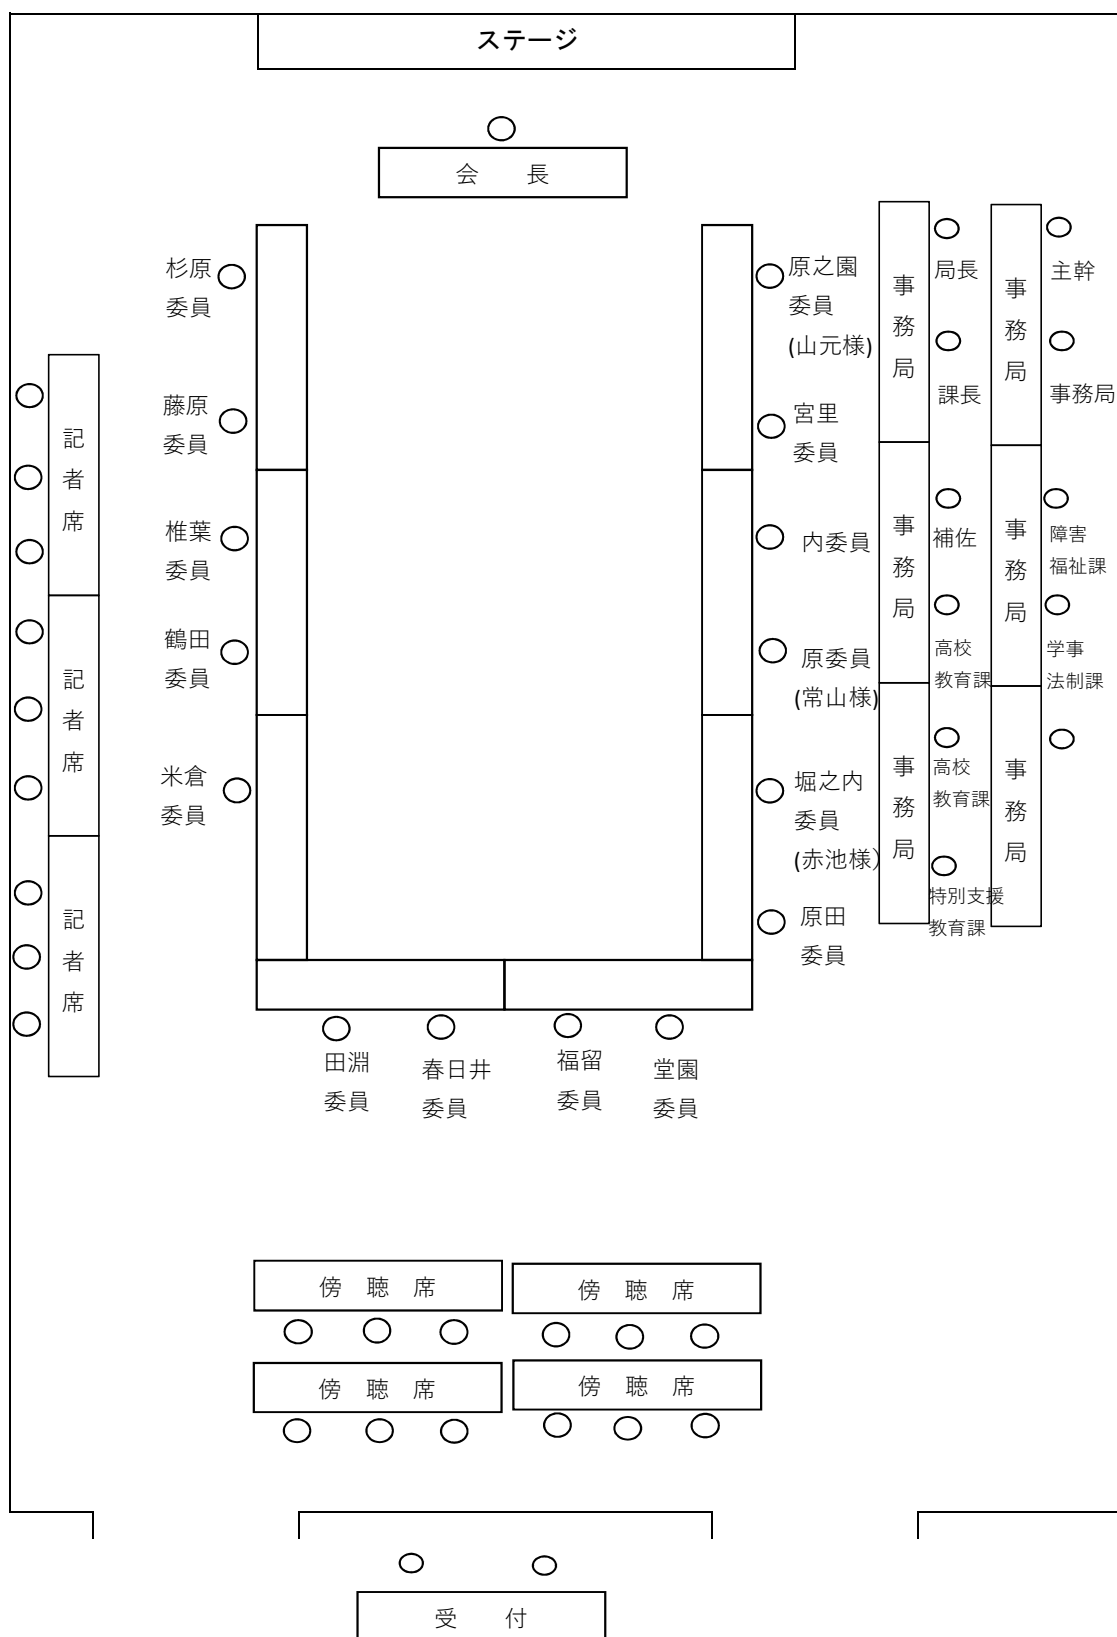 ステージ
会　長
杉原
委員
藤原
委員
椎葉
委員
鶴田
委員
米倉
委員
原之園
委員
(山元様)
宮里
委員
内委員
原委員
(常山様)
堀之内
委員
(赤池様）
原田
委員
田淵
委員
春日井
委員
福留
委員
堂園
委員
記者席
記者席
記者席
事務局
事務局
事務局
局長
課長
補佐
高校
教育課
高校
教育課
特別支援
教育課
事務局
事務局
事務局
主幹
事務局
障害
福祉課
学事
法制課
傍　聴　席
傍　聴　席
傍　聴　席
傍　聴　席
受　付